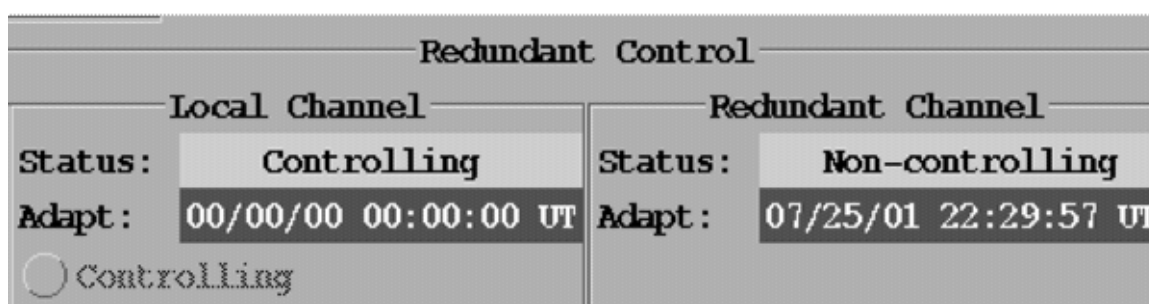 Redundant Control
Local Channel Redundant Channel
Status: Controlling Status: Non-controlling
Adapt: 00/00/00 00:00:00 UT Adapt: 07/25/01 22:29:57 UT
Controlling